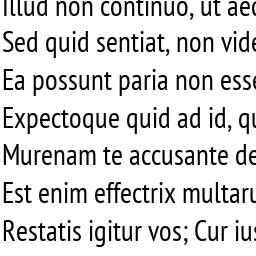 Illud non continuo, ut aeq
Sed quid sentiat, non vide
Ea possunt paria non esse
Expectoque quid ad id, qu
Murenam te accusante de
Est enim effectrix multaru
Restatis igitur vos; Cur ius